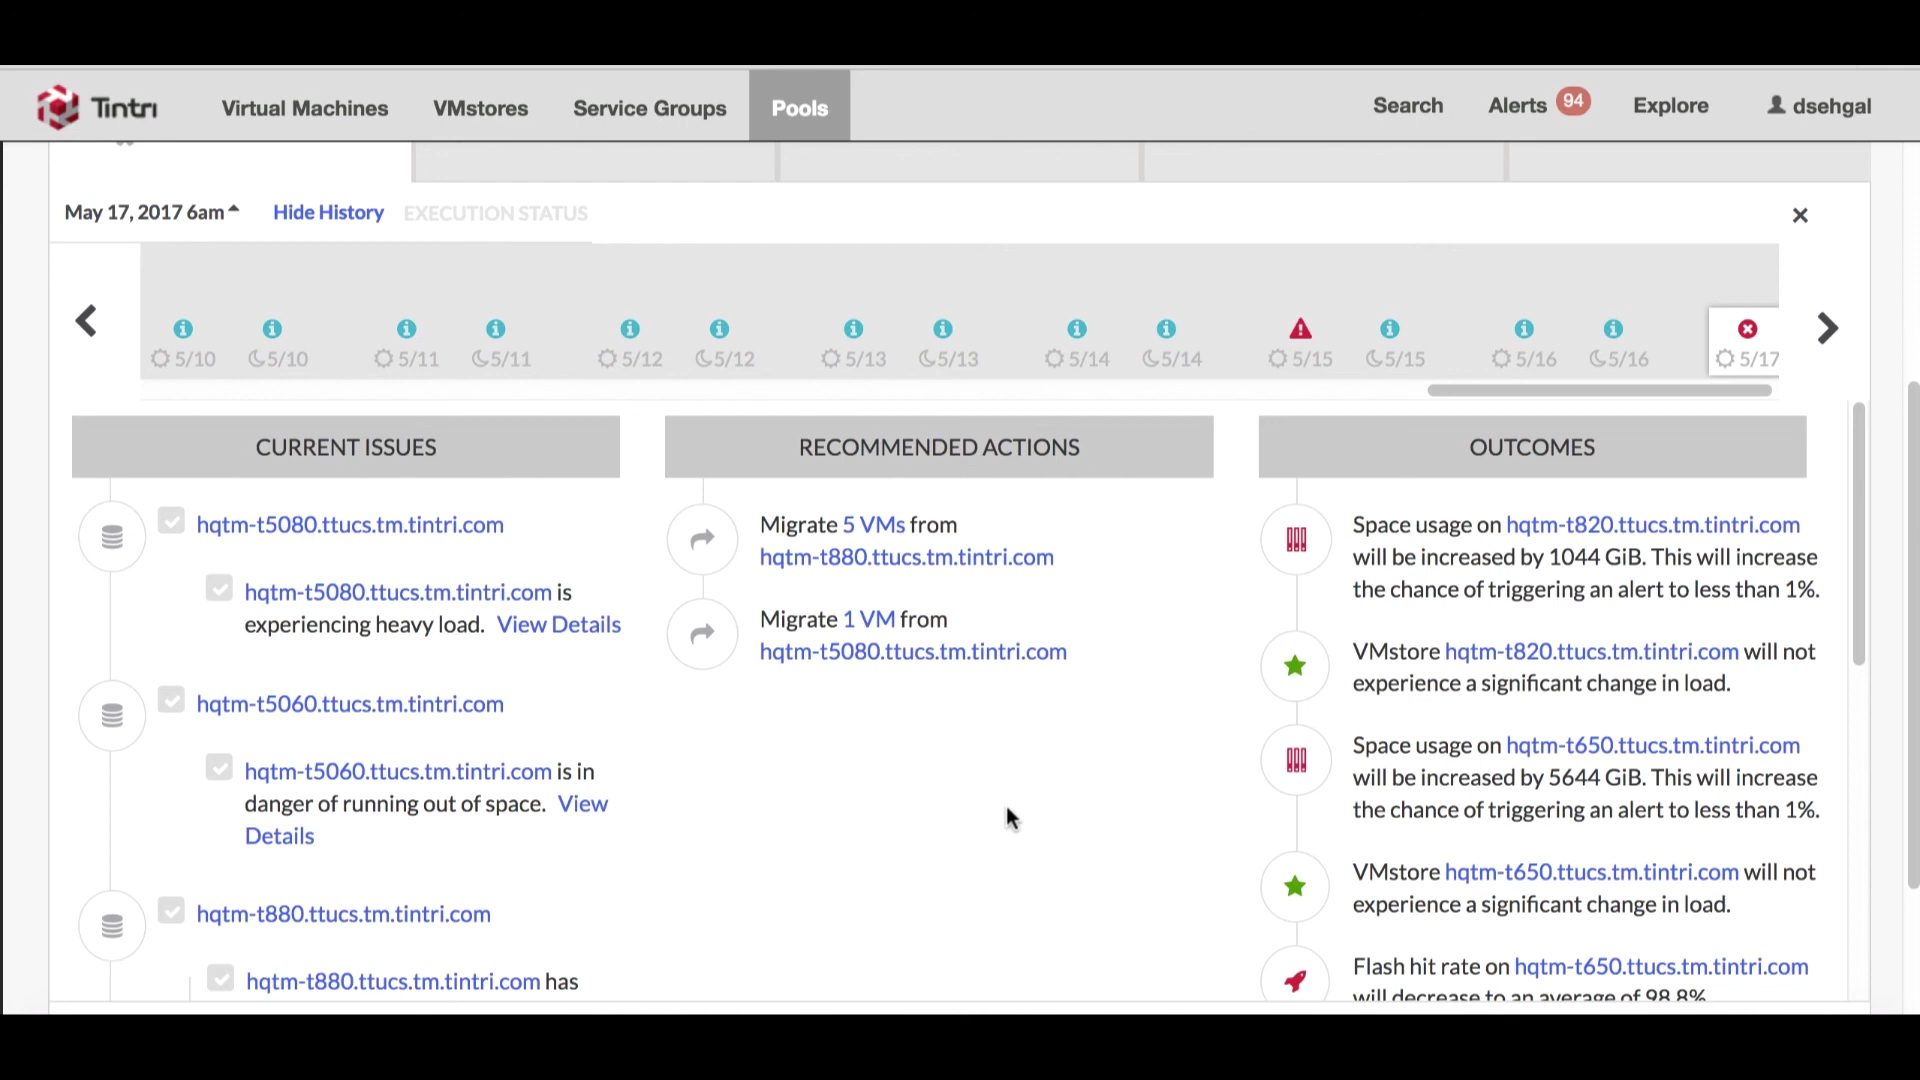 Tintri Virtual Machines VMstores Service Groups Pools Search Alerts 94 Explore dsehgal
May 17, 2017 6am Hide History EXECUTION STATUS
5/10 5/10 5/11 5/11 5/12 5/12 5/13 5/13 5/14 5/14 5/15 5/15 5/16 5/16 5/17
CURRENT ISSUES
hqtm-t5080.ttucs.tm.tintri.com
hqtm-t5080.ttucs.tm.tintri.com is
experiencing heavy load. View Details
hqtm-t5060.ttucs.tm.tintri.com
hqtm-t5060.ttucs.tm.tintri.com is in
danger of running out of space. View
Details
hqtm-t880.ttucs.tm.tintri.com
hqtm-t880.ttucs.tm.tintri.com has
RECOMMENDED ACTIONS
Migrate 5 VMs from
hqtm-t880.ttucs.tm.tintri.com
Migrate 1 VM from
hqtm-t5080.ttucs.tm.tintri.com
OUTCOMES
Space usage on hqtm-t820.ttucs.tm.tintri.com
will be increased by 1044 GiB. This will increase
the chance of triggering an alert to less than 1%.
VMstore hqtm-t820.ttucs.tm.tintri.com will not
experience a significant change in load.
Space usage on hqtm-t650.ttucs.tm.tintri.com
will be increased by 5644 GiB. This will increase
the chance of triggering an alert to less than 1%.
VMstore hqtm-t650.ttucs.tm.tintri.com will not
experience a significant change in load.
Flash hit rate on hqtm-t650.ttucs.tm.tintri.com
will decrease to an average of 98.8%